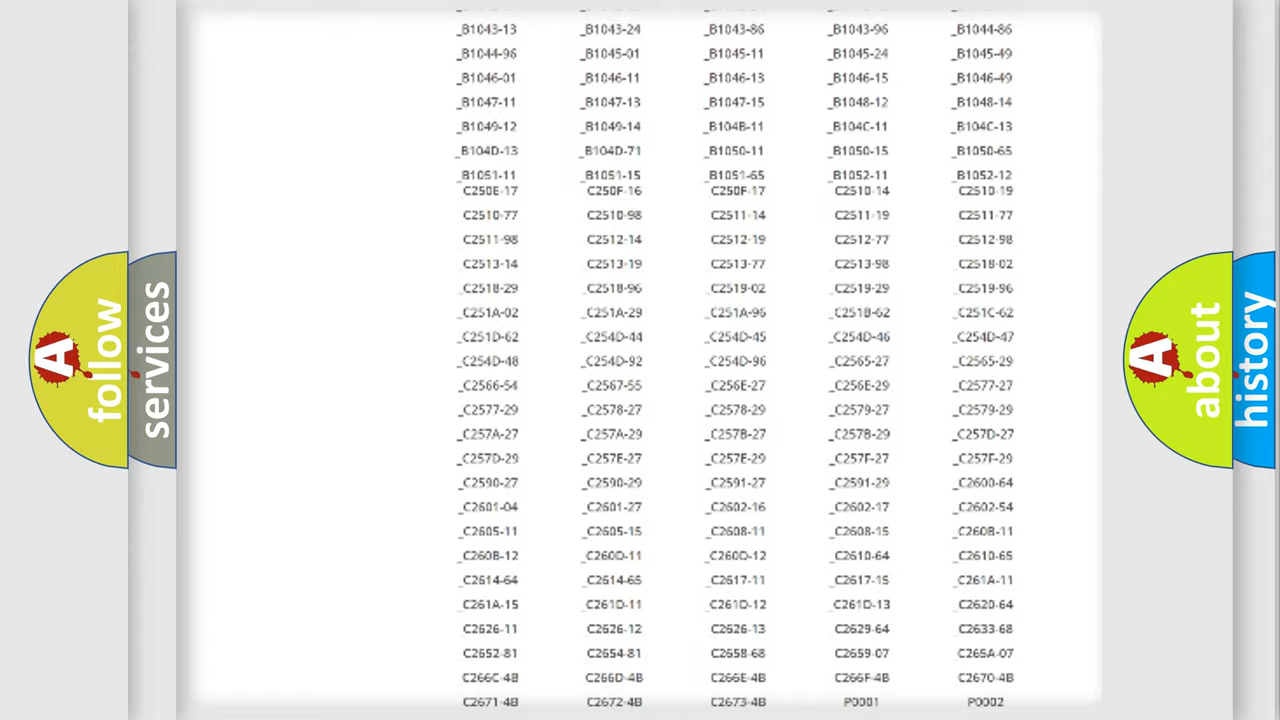 _B1043-13 _B1043-24 _B1043-86 _B1043-96 _B1044-86
_B1044-96 _B1045-01 _B1045-11 _B1045-24 _B1045-49
_B1046-01 _B1046-11 _B1046-13 _B1046-15 _B1046-49
_B1047-11 _B1047-13 _B1047-15 _B1048-12 _B1048-14
_B1049-12 _B1049-14 _B104B-11 _B104C-11 _B104C-13
_B104D-13 _B104D-71 _B1050-11 _B1050-15 _B1050-65
_B1051-11 _B1051-15 _B1051-65 _B1052-11 _B1052-12
C250E-17 C250F-16 C250F-17 C2510-14 C2510-19
C2510-77 C2510-98 C2511-14 C2511-19 C2511-77
C2511-98 C2512-14 C2512-19 C2512-77 C2512-98
C2513-14 C2513-19 C2513-77 C2513-98 C2518-02
_C2518-29 _C2518-96 _C2519-02 _C2519-29 _C2519-96
_C251A-02 _C251A-29 _C251A-96 _C251B-62 _C251C-62
_C251D-62 _C254D-44 _C254D-45 _C254D-46 _C254D-47
_C254D-48 _C254D-92 _C254D-96 _C2565-27 _C2565-29
_C2566-54 _C2567-55 _C256E-27 _C256E-29 _C2577-27
_C2577-29 _C2578-27 _C2578-29 _C2579-27 _C2579-29
_C257A-27 _C257A-29 _C257B-27 _C257B-29 _C257D-27
_C257D-29 _C257E-27 _C257E-29 _C257F-27 _C257F-29
_C2590-27 _C2590-29 _C2591-27 _C2591-29 _C2600-64
_C2601-04 _C2601-27 _C2602-16 _C2602-17 _C2602-54
_C2605-11 _C2605-15 _C2608-11 _C2608-15 _C260B-11
_C260B-12 _C260D-11 _C260D-12 _C2610-64 _C2610-65
_C2614-64 _C2614-65 _C2617-11 _C2617-15 _C261A-11
_C261A-15 _C261D-11 _C261D-12 _C261D-13 _C2620-64
C2626-11 C2626-12 C2626-13 C2629-64 C2633-68
C2652-81 C2654-81 C2658-68 C2659-07 C265A-07
C266C-4B C266D-4B C266E-4B C266F-4B C2670-4B
C2671-4B C2672-4B C2673-4B P0001 P0002
A follow
services
A about
history